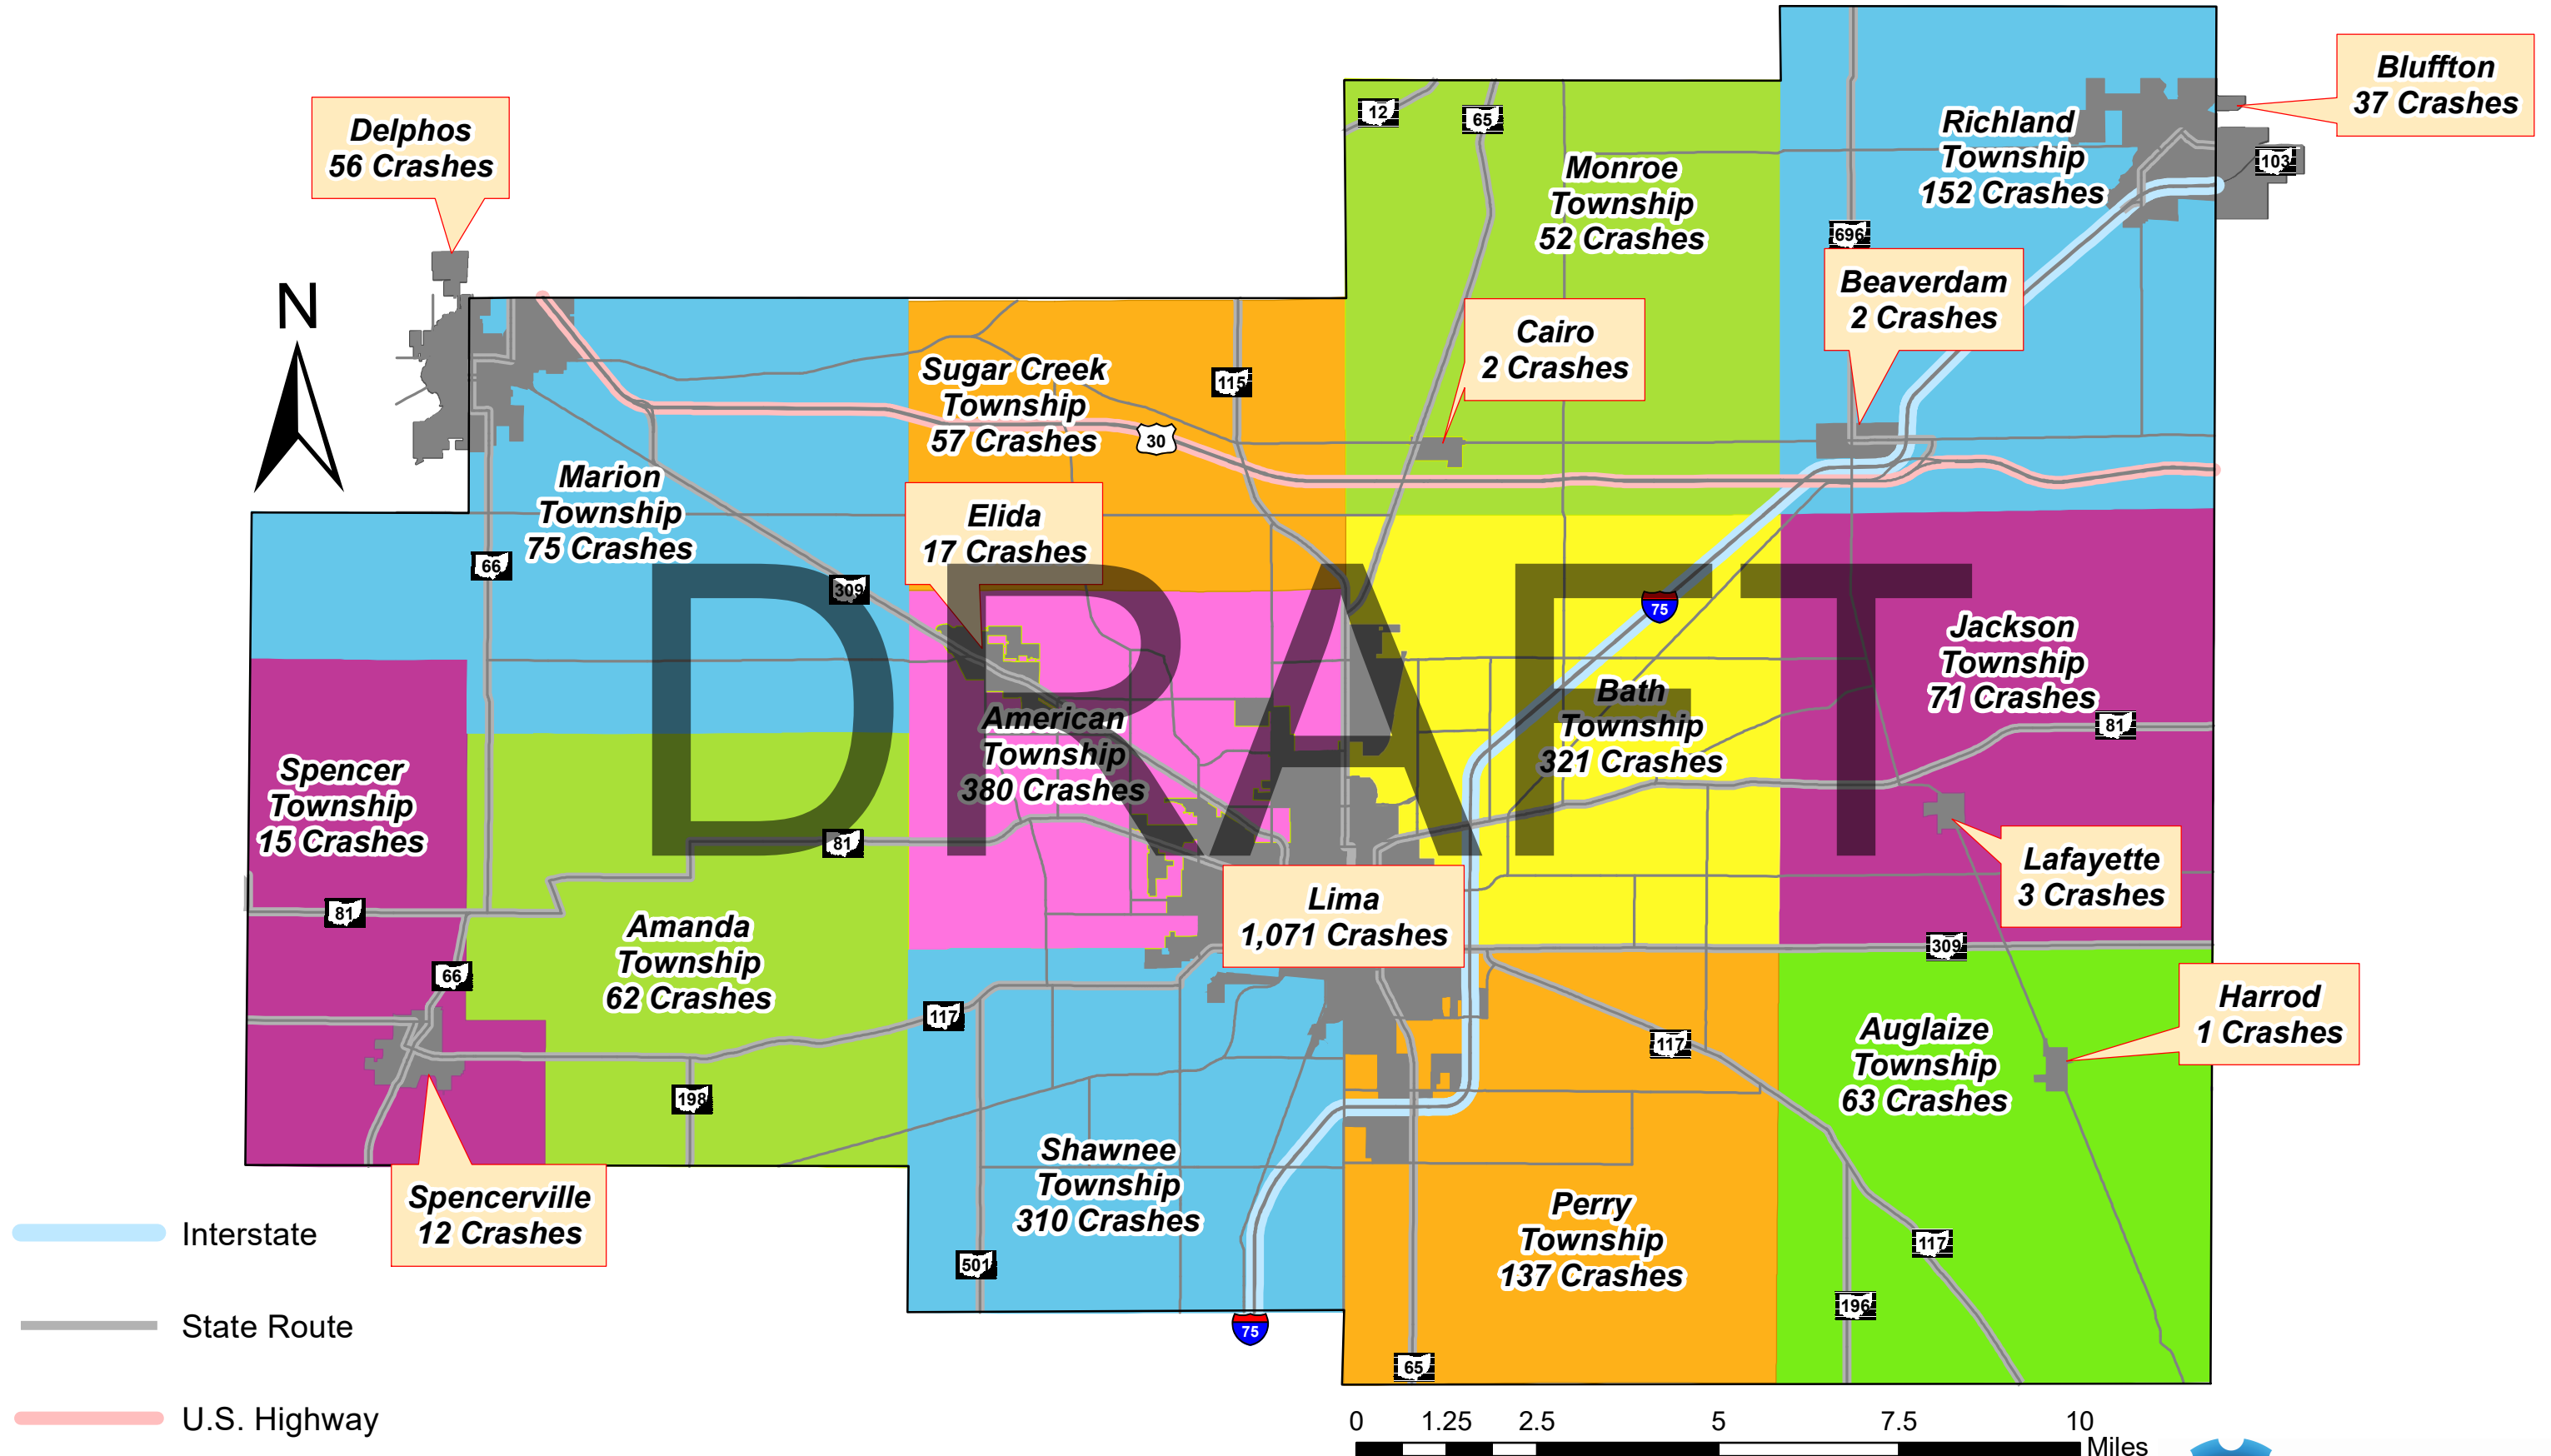 Bluffton
37 Crashes
Delphos
56 Crashes
12
65
Richland
Township
152 Crashes
103
Monroe
Township
52 Crashes
696
N
Beaverdam
2 Crashes
Cairo
2 Crashes
Sugar Creek
Township
57 Crashes
115
30
Marion
Township
75 Crashes
Elida
17 Crashes
66
309
75
DRAFT
Jackson
Township
71 Crashes
81
Bath
Township
321 Crashes
American
Township
380 Crashes
Spencer
Township
15 Crashes
81
81
Lafayette
3 Crashes
Lima
1,071 Crashes
309
Amanda
Township
62 Crashes
66
117
117
Harrod
1 Crashes
Auglaize
Township
63 Crashes
198
Shawnee
Township
310 Crashes
Spencerville
12 Crashes
Perry
Township
137 Crashes
117
501
196
75
65
Interstate
State Route
U.S. Highway
0 1.25 2.5 5 7.5 10
Miles